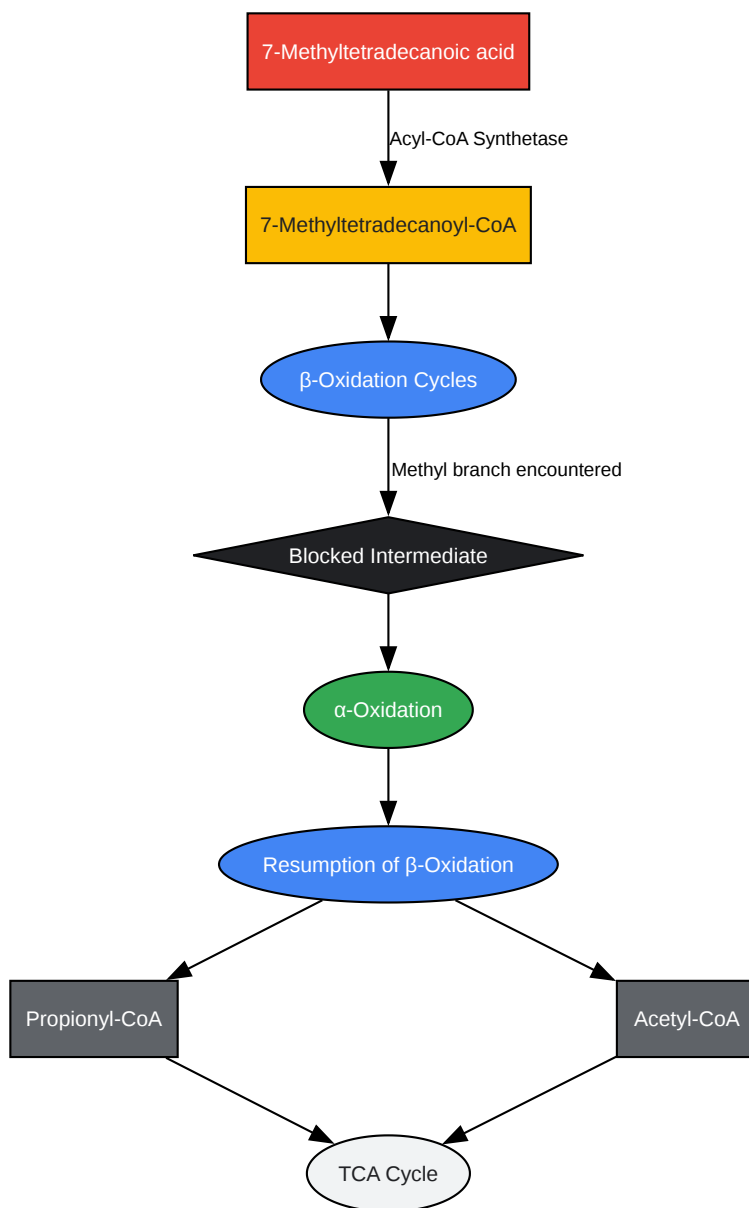 7-Methyltetradecanoic acid
Acyl-CoA Synthetase
7-Methyltetradecanoyl-CoA
β-Oxidation Cycles
Methyl branch encountered
Blocked Intermediate
α-Oxidation
Resumption of β-Oxidation
Propionyl-CoA
Acetyl-CoA
TCA Cycle